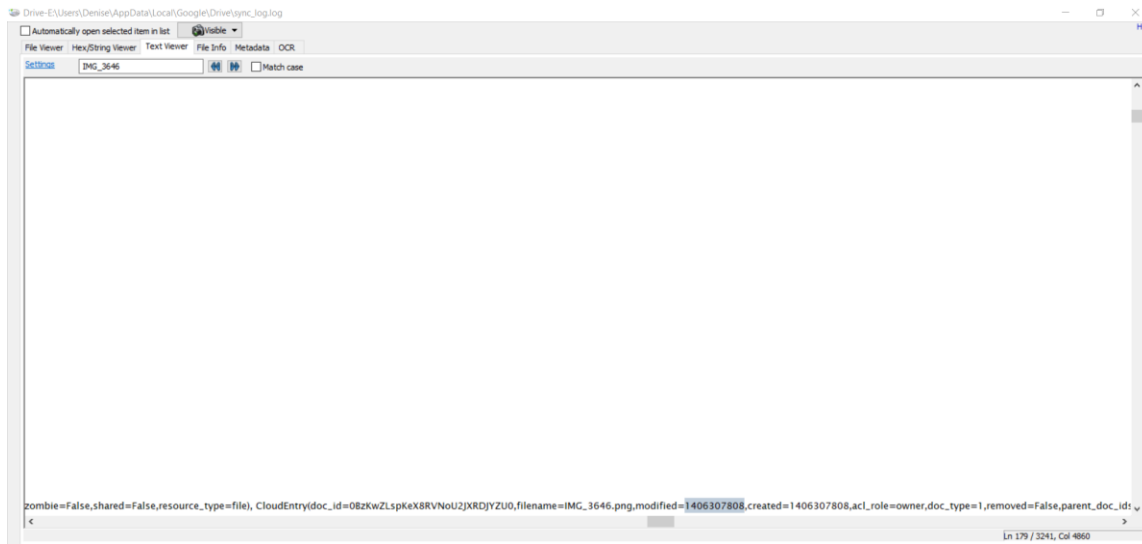 Drive-E:\Users\Denise\AppData\Local\Google\Drive\sync_log.log
Automatically open selected item in list Visible
File Viewer Hex/String Viewer Text Viewer File Info Metadata OCR
Settings IMG_3646 Match case
zombie=False,shared=False,resource_type=file), CloudEntry(doc_id=0BzKwZLspKeX8RVNoU2JXRDJYZU0,filename=IMG_3646.png,modified=1406307808,created=1406307808,acl_role=owner,doc_type=1,removed=False,parent_doc_ids
Ln 179 / 3241, Col 4860